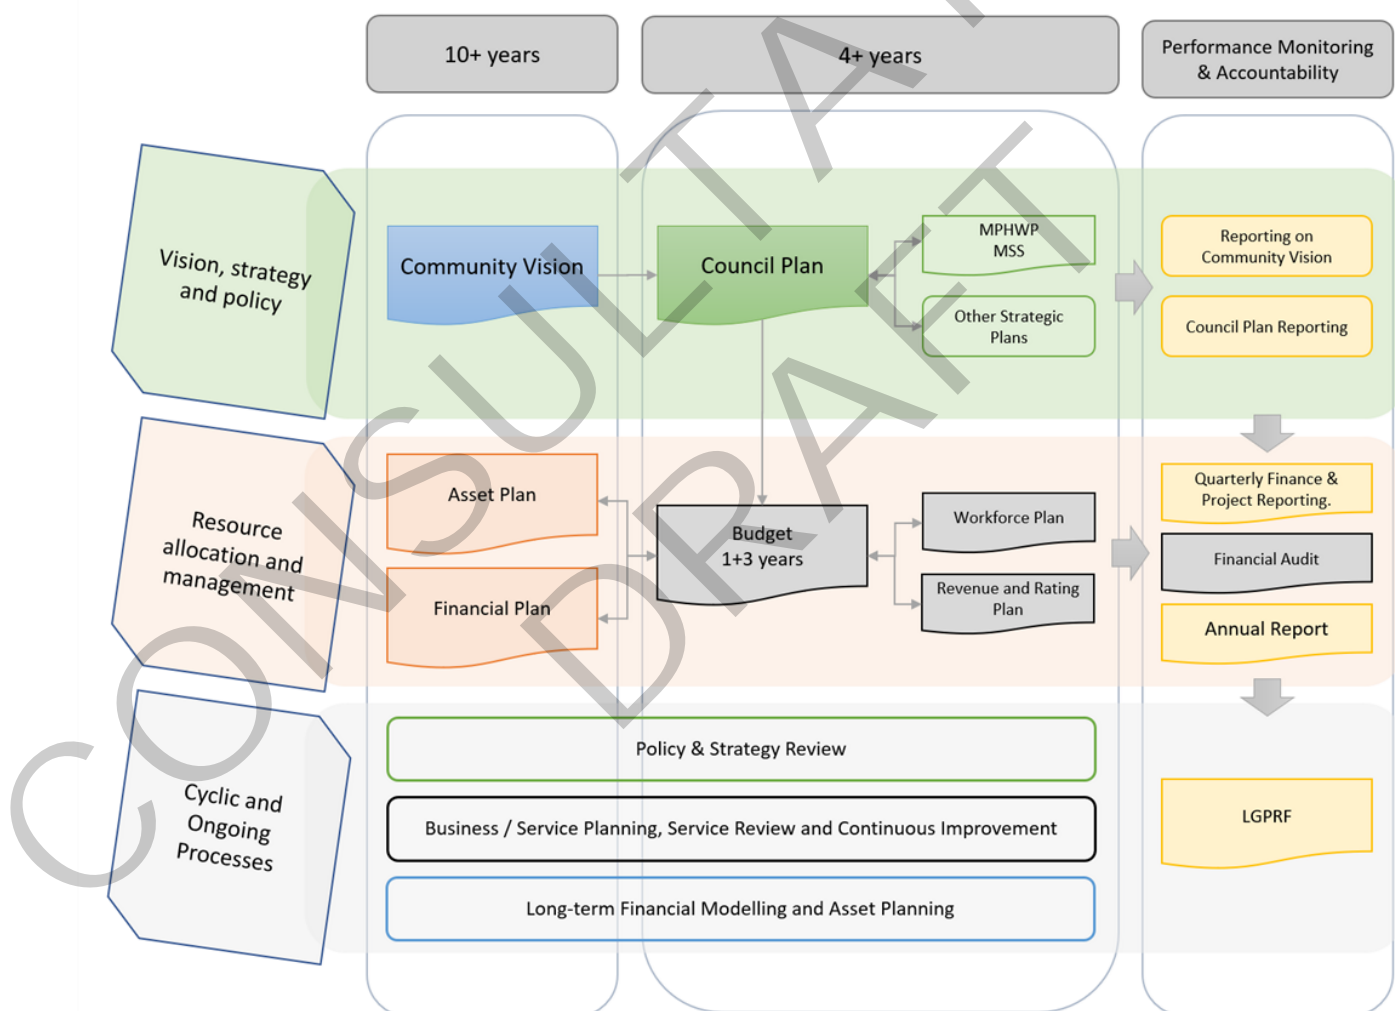 10+ years
4+ years
Performance Monitoring
& Accountability
Vision, strategy
and policy
Community Vision
Council Plan
MPHWP
MSS
Other Strategic
Plans
Reporting on
Community Vision
Council Plan Reporting
Resource
allocation and
management
Asset Plan
Financial Plan
Budget
1+3 years
Workforce Plan
Revenue and Rating
Plan
Quarterly Finance &
Project Reporting.
Financial Audit
Annual Report
Cyclic and
Ongoing
Processes
Policy & Strategy Review
Business / Service Planning, Service Review and Continuous Improvement
Long-term Financial Modelling and Asset Planning
LGPRF
CONSULTAT
DRAFT